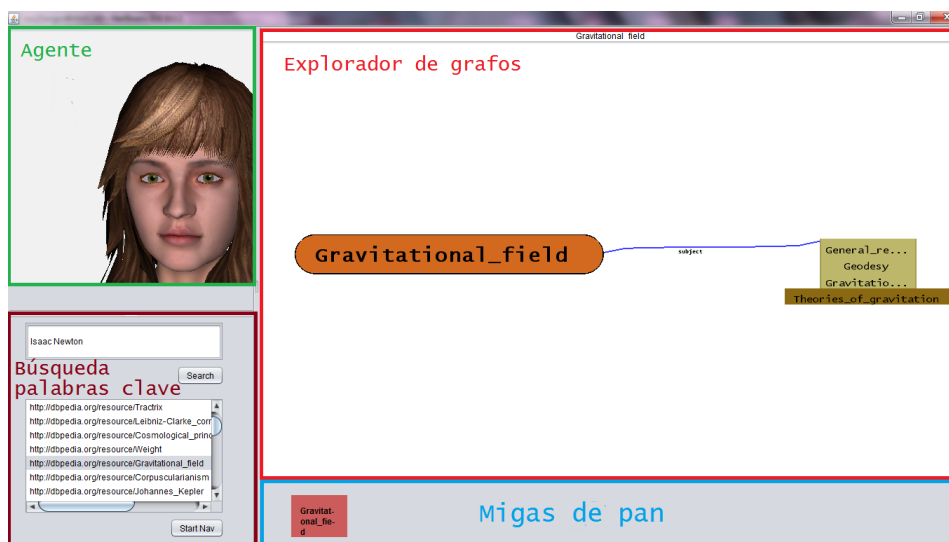 Gravitational field
Agente
Explorador de grafos
Gravitational_field
subject
General_re...
Geodesy
Gravitatio...
Theories_of_gravitation
Isaac Newton
Búsqueda
palabras clave
Search
http://dbpedia.org/resource/Tractrix
http://dbpedia.org/resource/Leibniz-Clarke_corr
http://dbpedia.org/resource/Cosmological_princ
http://dbpedia.org/resource/Weight
http://dbpedia.org/resource/Gravitational_field
http://dbpedia.org/resource/Corpuscularianism
http://dbpedia.org/resource/Johannes_Kepler
Start Nav
Gravitat-
onal_fie-
d
Migas de pan